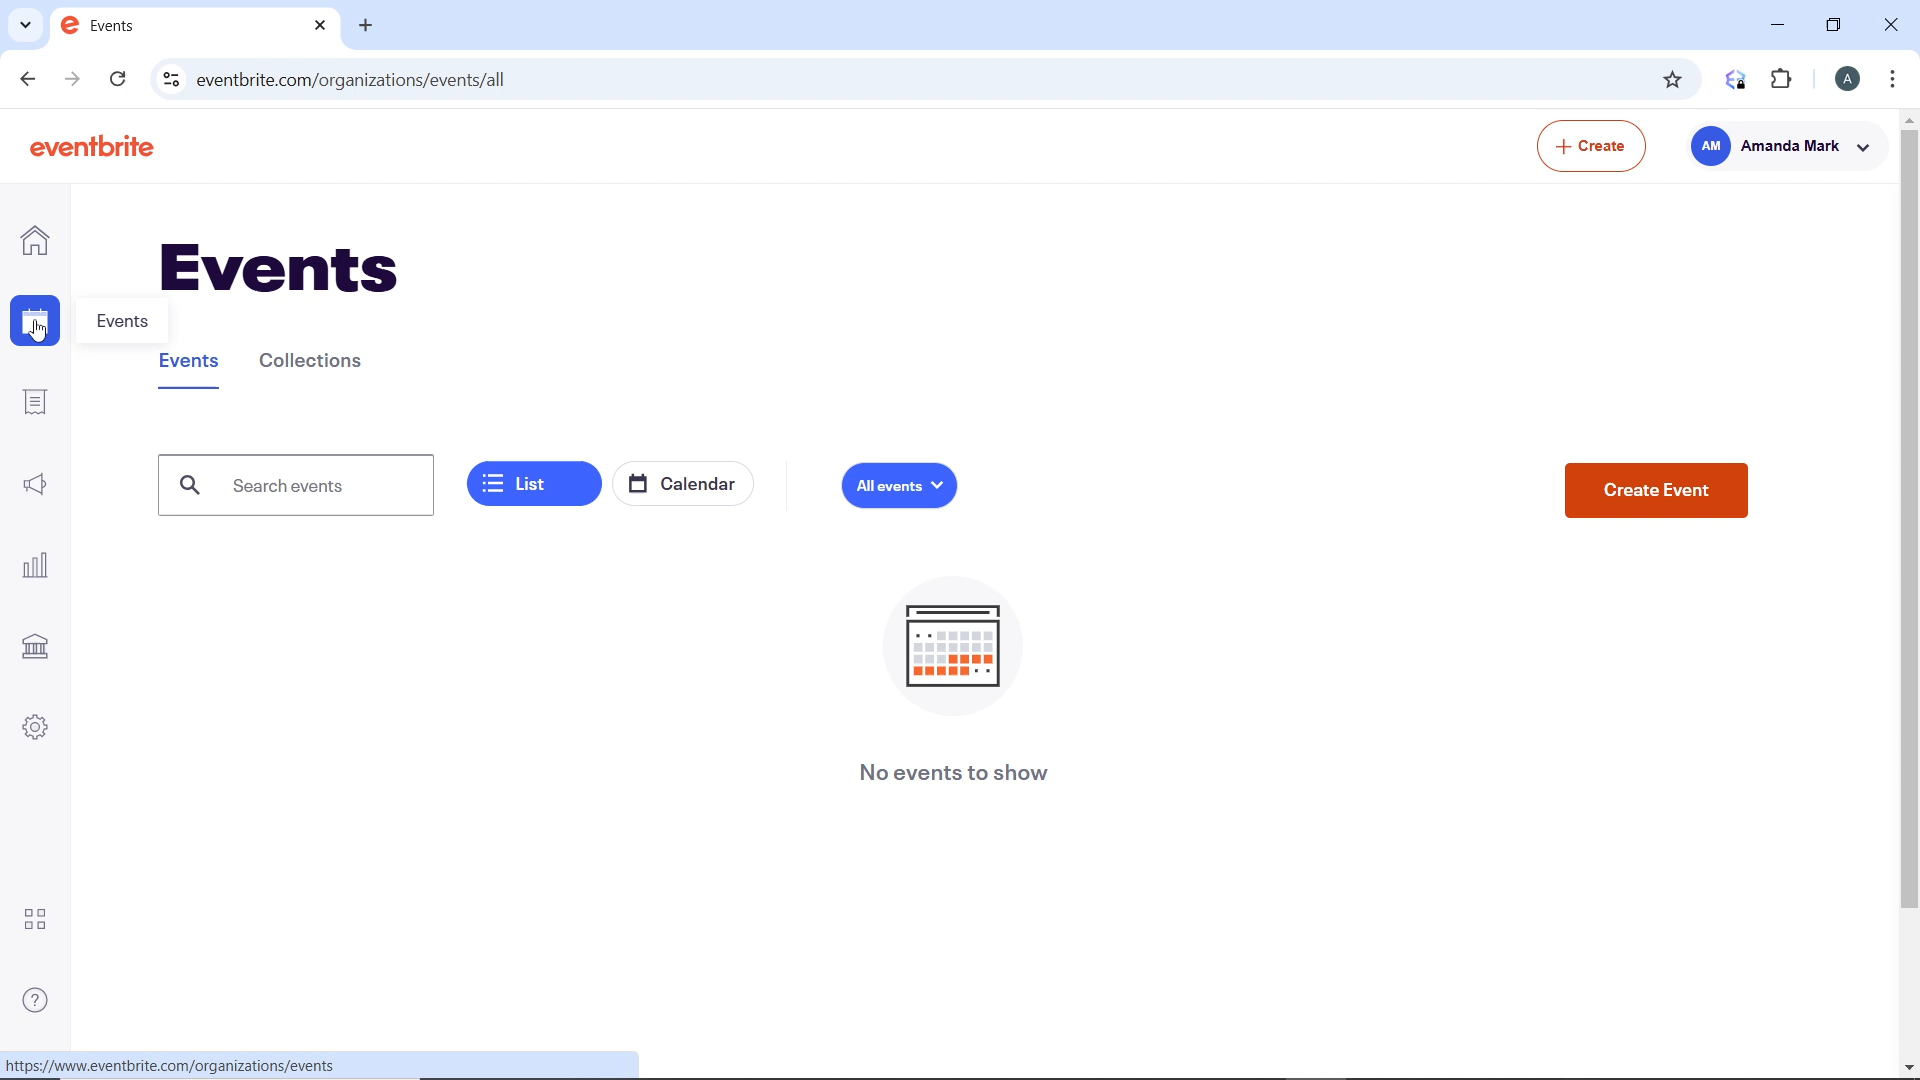 Events
eventbrite.com/organizations/events/all
A
eventbrite
Create
AM
Amanda Mark
Events
Events
Events
Collections
Search events
List
Calendar
All events
Create Event
No events to show
https://www.eventbrite.com/organizations/events